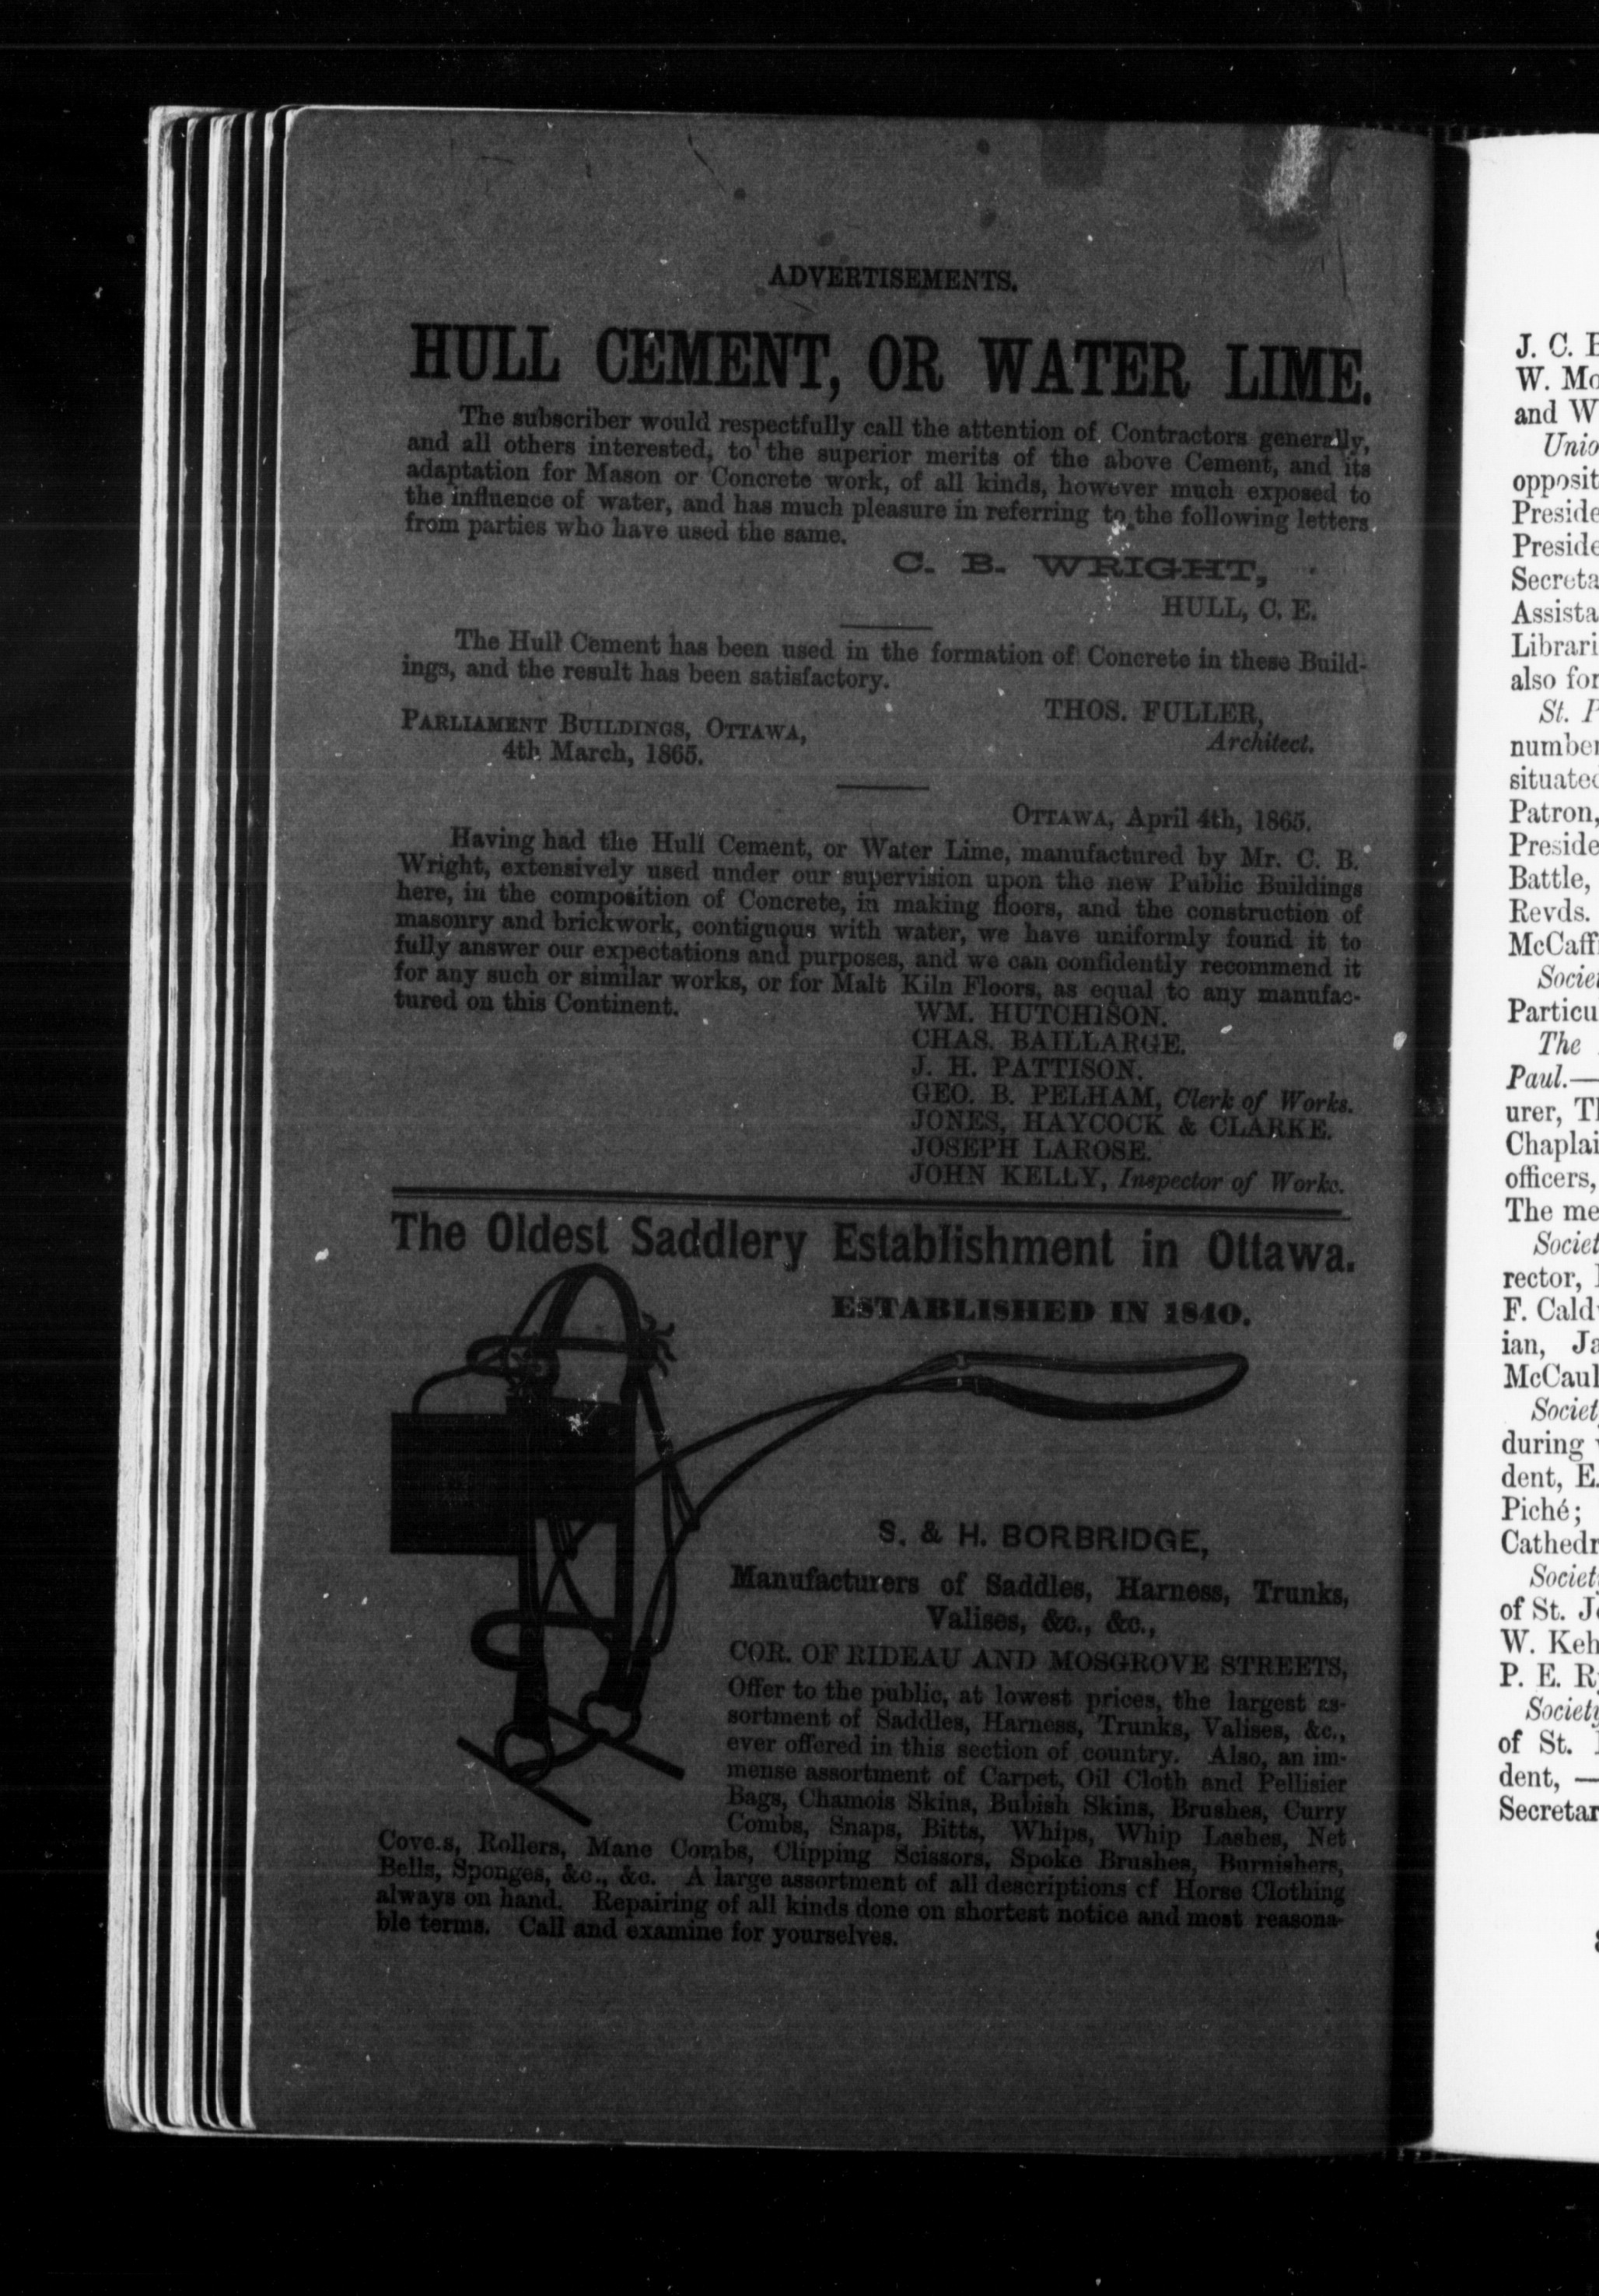 ADVERTISEMENTS.
HULL CEMENT, OR WATER LIME.
The subscriber would respectfully call the attention of Contractors generally,
and all others interested, to the superior merits of the above Cement, and its
adaptation for Mason or Concrete work, of all kinds, however much exposed to
the influence of water, and has much pleasure in referring to the following letters
from parties who have used the same.
C. B. WRIGHT,
HULL, C. E.
The Hull Cement has been used in the formation of Concrete in these Build-
ings, and the result has been satisfactory.
THOS. FULLER,
Architect.
PARLIAMENT BUILDINGS, OTTAWA,
4th March, 1865.
OTTAWA, April 4th, 1865.
Having had the Hull Cement, or Water Lime, manufactured by Mr. C. B.
Wright, extensively used under our supervision upon the new Public Buildings
here, in the composition of Concrete, in making floors, and the construction of
masonry and brickwork, contiguous with water, we have uniformly found it to
fully answer our expectations and purposes, and we can confidently recommend it
for any such or similar works, or for Malt Kiln Floors, as equal to any manufac-
tured on this Continent.
WM. HUTCHISON.
CHAS. BAILLARGE.
J. H. PATTISON.
GEO. B. PELHAM, Clerk of Works.
JONES, HAYCOCK & CLARKE.
JOSEPH LAROSE.
JOHN KELLY, Inspector of Works.
The Oldest Saddlery Establishment in Ottawa.
ESTABLISHED IN 1840.
S. & H. BORBRIDGE,
Manufacturers of Saddles, Harness, Trunks,
Valises, &c., &c.,
COR. OF RIDEAU AND MOSGROVE STREETS,
Offer to the public, at lowest prices, the largest as-
sortment of Saddles, Harness, Trunks, Valises, &c.,
ever offered in this section of country. Also, an im-
mense assortment of Carpet, Oil Cloth and Pellisier
Bags, Chamois Skins, Bubish Skins, Brushes, Curry
Combs, Snaps, Bitts, Whips, Whip Lashes, Net
Cove.s, Rollers, Mane Combs, Clipping Scissors, Spoke Brushes, Burnishers,
Bells, Sponges, &c., &c. A large assortment of all descriptions of Horse Clothing
always on hand. Repairing of all kinds done on shortest notice and most reasona-
ble terms. Call and examine for yourselves.
J. C.
W.
and
opposit
Preside
Preside
Secreta
Assista
Librari
also for
St.
number
situated
Patron,
Preside
Battle,
Revds.
McCaff
Societ
Particu
The
Paul.—
urer,
Chaplai
officers,
The me
Societ
rector,
F. Cald
ian,
McCaul
Societ
during
dent, E.
Piché;
Cathedr
Societ
of St.
W. Keh
P. E.
Society
of St.
dent, —
Secretar